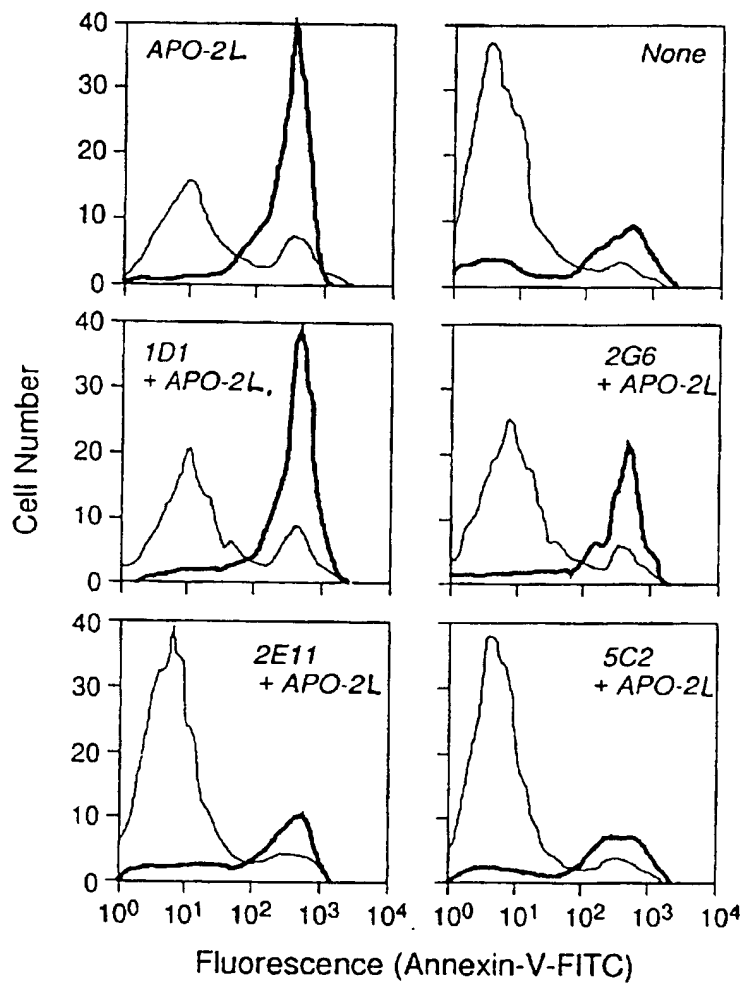 40
APO-2L
None
30
20
10
0
40
1D1
+ APO-2L.
2G6
+ APO-2L
30
20
10
0
Cell Number
40
2E11
+ APO-2L
5C2
+ APO-2L
30
20
10
0
10⁰ 10¹ 10² 10³ 10⁴
10⁰ 10¹ 10² 10³ 10⁴
Fluorescence (Annexin-V-FITC)